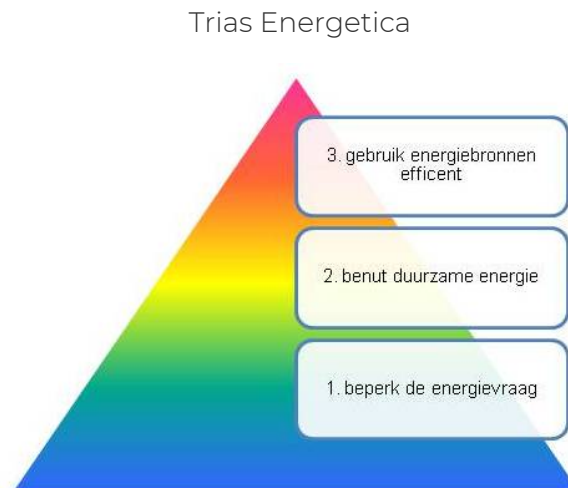 Trias Energetica
3. gebruik energiebronnen
efficent
2. benut duurzame energie
1. beperk de energievraag